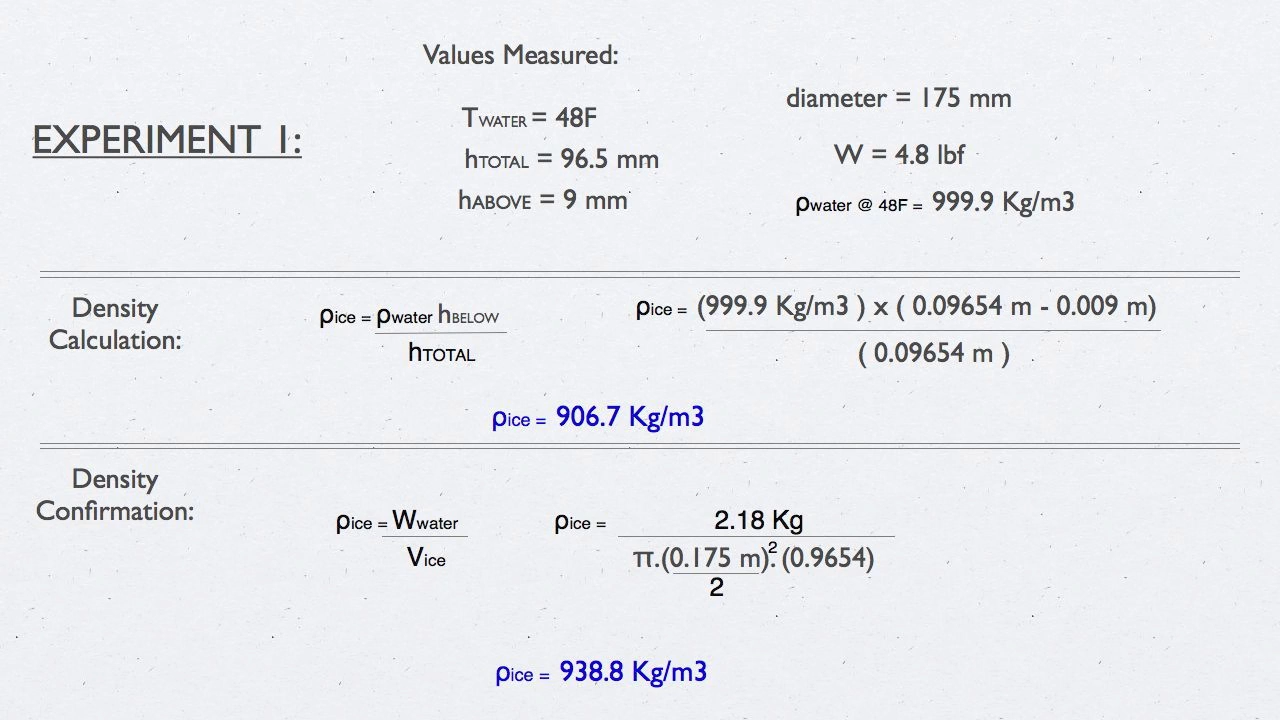 Values Measured:
EXPERIMENT 1:
TWATER = 48F
hTOTAL = 96.5 mm
hABOVE = 9 mm
diameter = 175 mm
W = 4.8 lbf
ρwater @ 48F = 999.9 Kg/m3
Density
Calculation:
ρice = ρwater hBELOW
hTOTAL
ρice = (999.9 Kg/m3 ) x ( 0.09654 m - 0.009 m)
( 0.09654 m )
ρice = 906.7 Kg/m3
Density
Confirmation:
ρice = Wwater
Vice
ρice = 2.18 Kg
π.(0.175 m)². (0.9654)
2
ρice = 938.8 Kg/m3